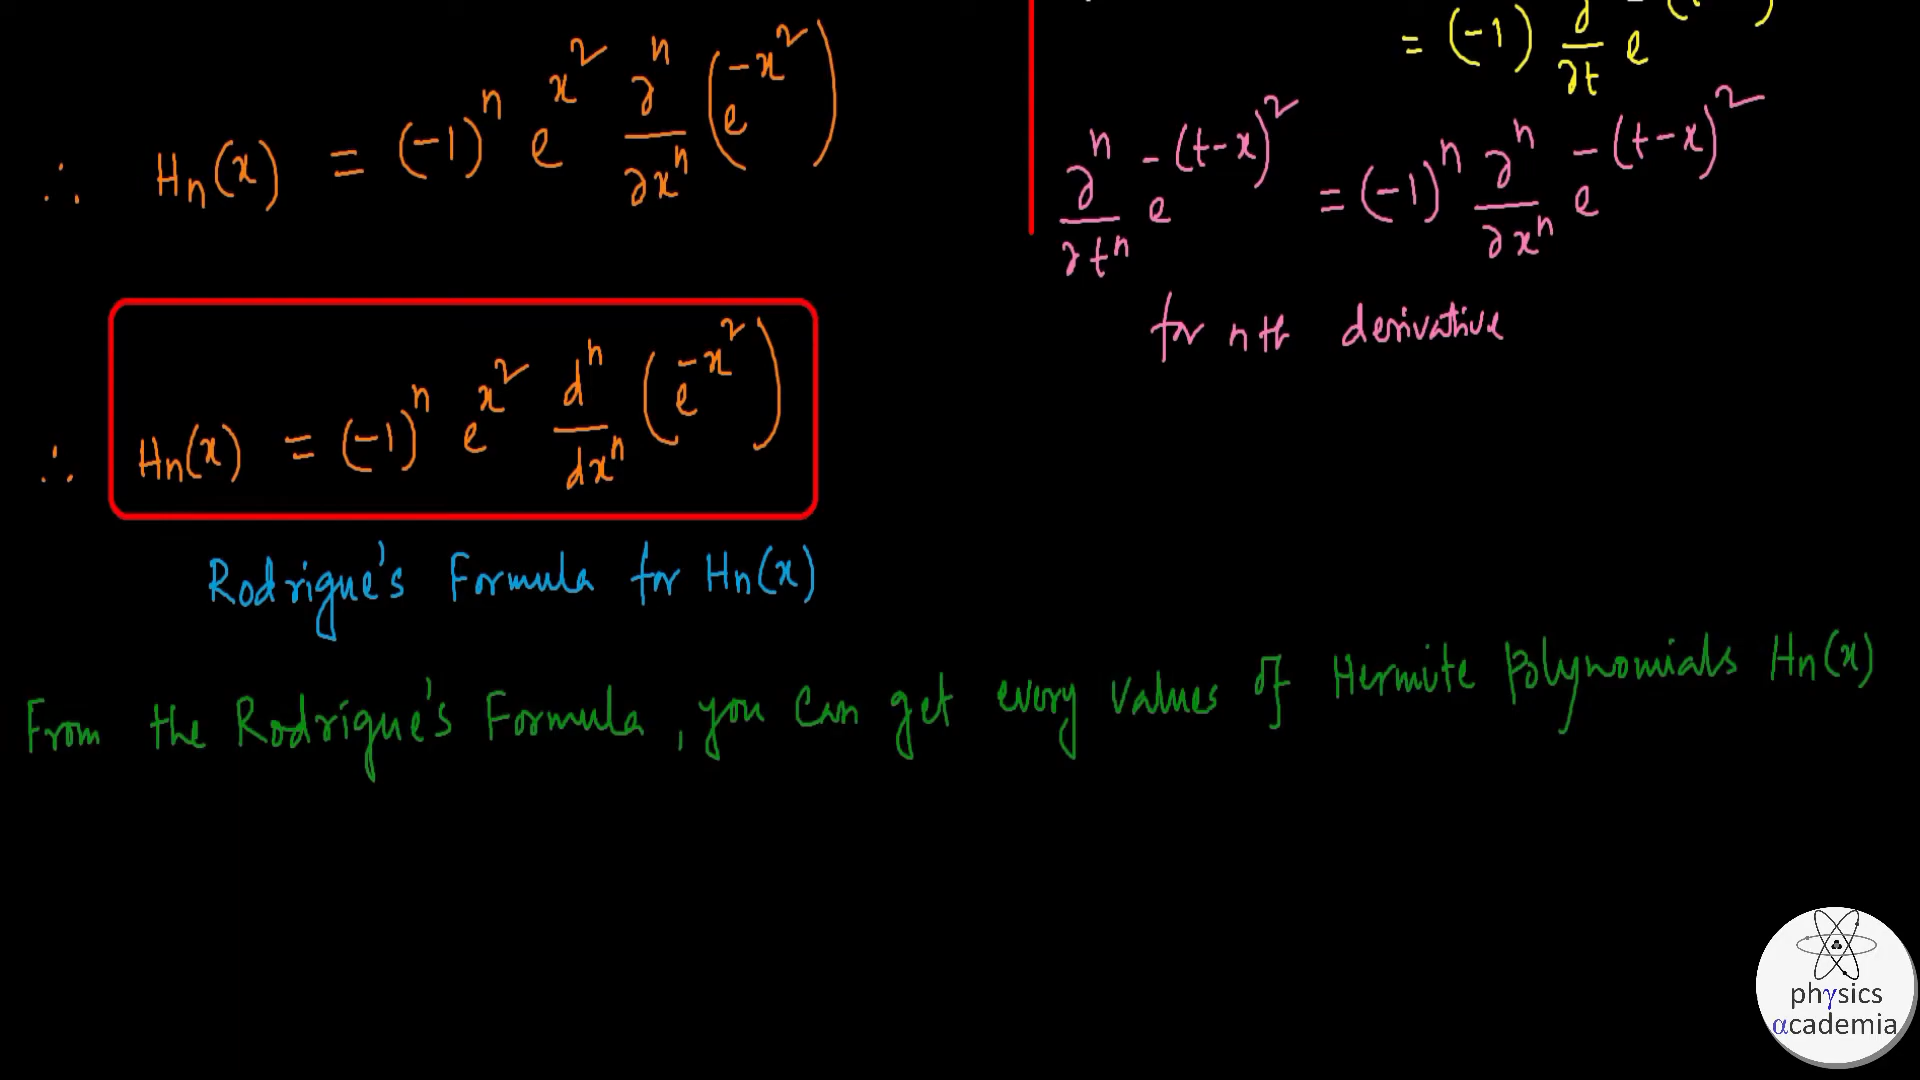 = (-1) ∂/∂t e
∴ Hn(x) = (-1)^n e^{x^2} ∂^n/∂x^n (e^{-x^2})
∂^n/∂t^n e^{-(t-x)^2} = (-1)^n ∂^n/∂x^n e^{-(t-x)^2}
for nth derivative
∴ Hn(x) = (-1)^n e^{x^2} d^n/dx^n (e^{-x^2})
Rodrigue's Formula for Hn(x)
From the Rodrigue's Formula, you can get every values of Hermite Polynomials Hn(x)
physics
αcademia